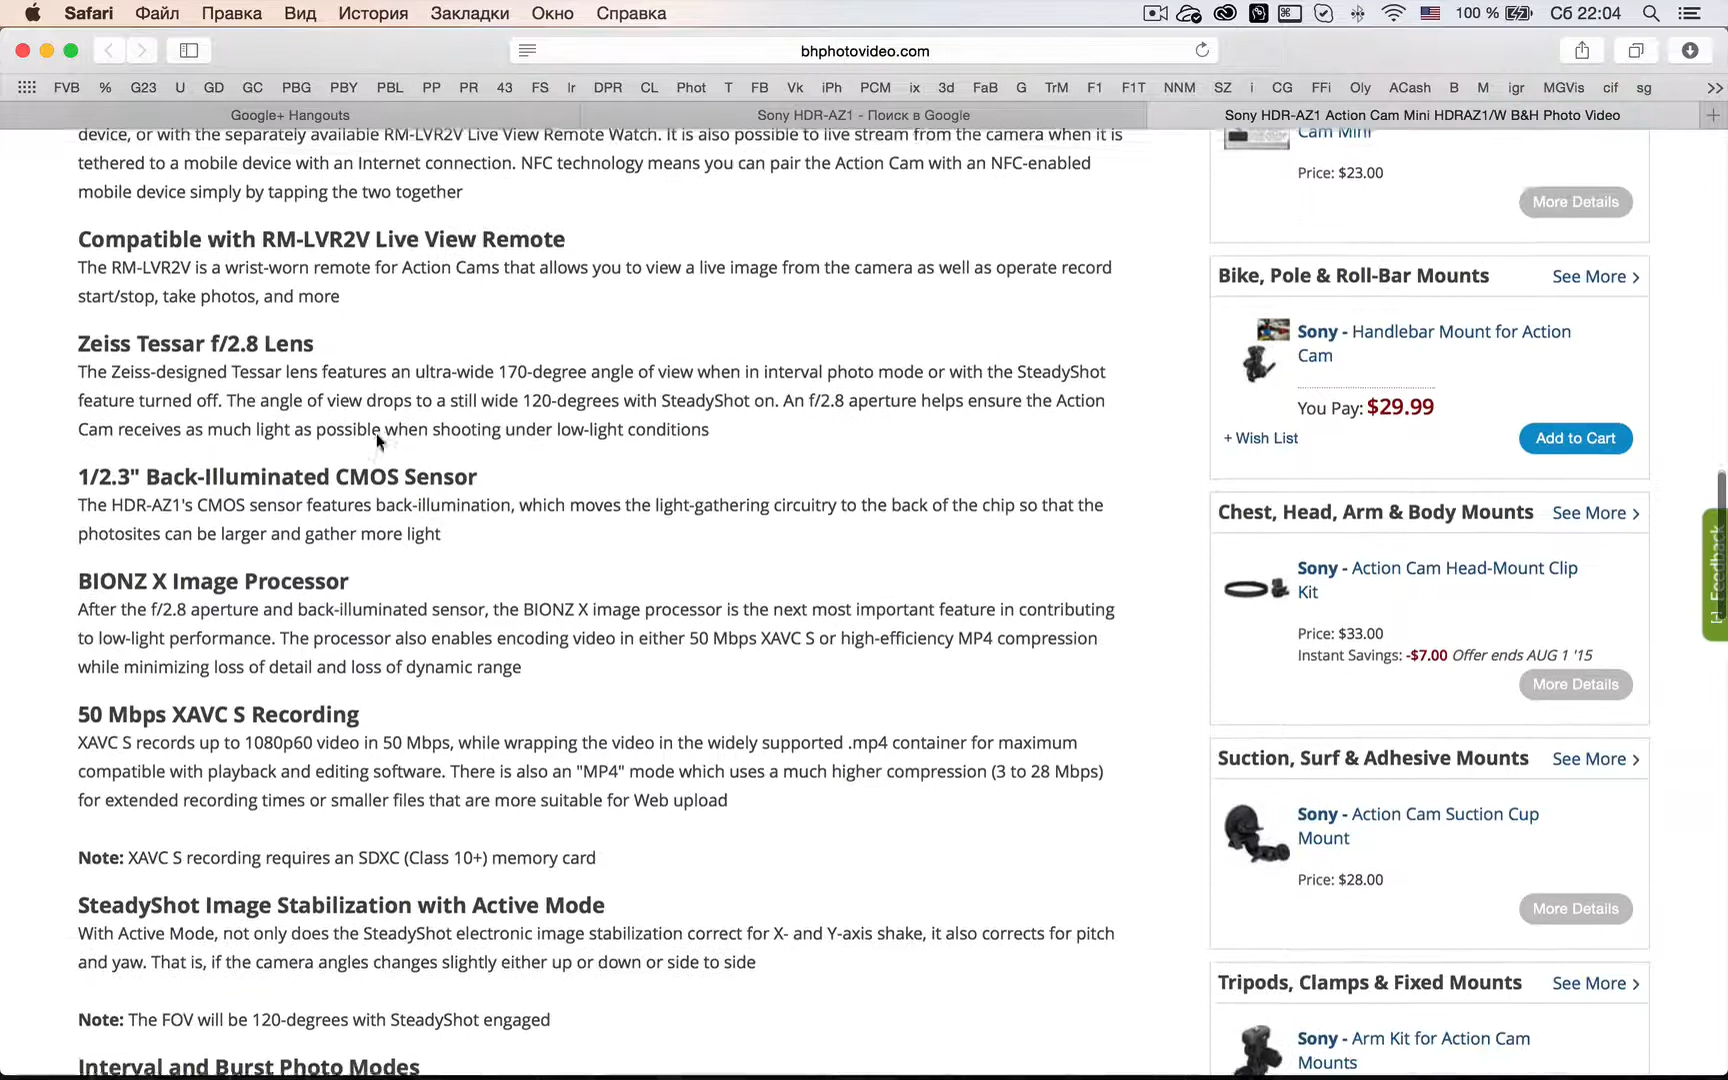 Safari Файл Правка Вид История Закладки Окно Справка 100 % Сб 22:04
bhphotovideo.com
FVB % G23 U GD GC PBG PBY PBL PP PR 43 FS Ir DPR CL Phot T FB Vk iPh PCM ix 3d FaB G TrM F1 F1T NNM SZ i CG FFi Oly ACash B M igr MGVis cif sg
Google+ Hangouts Sony HDR-AZ1 - Поиск в Google Sony HDR-AZ1 Action Cam Mini HDRAZ1/W B&H Photo Video
device, or with the separately available RM-LVR2V Live View Remote Watch. It is also possible to live stream from the camera when it is
tethered to a mobile device with an Internet connection. NFC technology means you can pair the Action Cam with an NFC-enabled
mobile device simply by tapping the two together
Compatible with RM-LVR2V Live View Remote
The RM-LVR2V is a wrist-worn remote for Action Cams that allows you to view a live image from the camera as well as operate record
start/stop, take photos, and more
Zeiss Tessar f/2.8 Lens
The Zeiss-designed Tessar lens features an ultra-wide 170-degree angle of view when in interval photo mode or with the SteadyShot
feature turned off. The angle of view drops to a still wide 120-degrees with SteadyShot on. An f/2.8 aperture helps ensure the Action
Cam receives as much light as possible when shooting under low-light conditions
1/2.3" Back-Illuminated CMOS Sensor
The HDR-AZ1's CMOS sensor features back-illumination, which moves the light-gathering circuitry to the back of the chip so that the
photosites can be larger and gather more light
BIONZ X Image Processor
After the f/2.8 aperture and back-illuminated sensor, the BIONZ X image processor is the next most important feature in contributing
to low-light performance. The processor also enables encoding video in either 50 Mbps XAVC S or high-efficiency MP4 compression
while minimizing loss of detail and loss of dynamic range
50 Mbps XAVC S Recording
XAVC S records up to 1080p60 video in 50 Mbps, while wrapping the video in the widely supported .mp4 container for maximum
compatible with playback and editing software. There is also an "MP4" mode which uses a much higher compression (3 to 28 Mbps)
for extended recording times or smaller files that are more suitable for Web upload
Note: XAVC S recording requires an SDXC (Class 10+) memory card
SteadyShot Image Stabilization with Active Mode
With Active Mode, not only does the SteadyShot electronic image stabilization correct for X- and Y-axis shake, it also corrects for pitch
and yaw. That is, if the camera angles changes slightly either up or down or side to side
Note: The FOV will be 120-degrees with SteadyShot engaged
Interval and Burst Photo Modes
Cam Mini
Price: $23.00
More Details
Bike, Pole & Roll-Bar Mounts See More >
Sony - Handlebar Mount for Action
Cam
You Pay: $29.99
+ Wish List Add to Cart
Chest, Head, Arm & Body Mounts See More >
Sony - Action Cam Head-Mount Clip
Kit
Price: $33.00
Instant Savings: -$7.00 Offer ends AUG 1 '15
More Details
Suction, Surf & Adhesive Mounts See More >
Sony - Action Cam Suction Cup
Mount
Price: $28.00
More Details
Tripods, Clamps & Fixed Mounts See More >
Sony - Arm Kit for Action Cam
Mounts
[-] Feedback